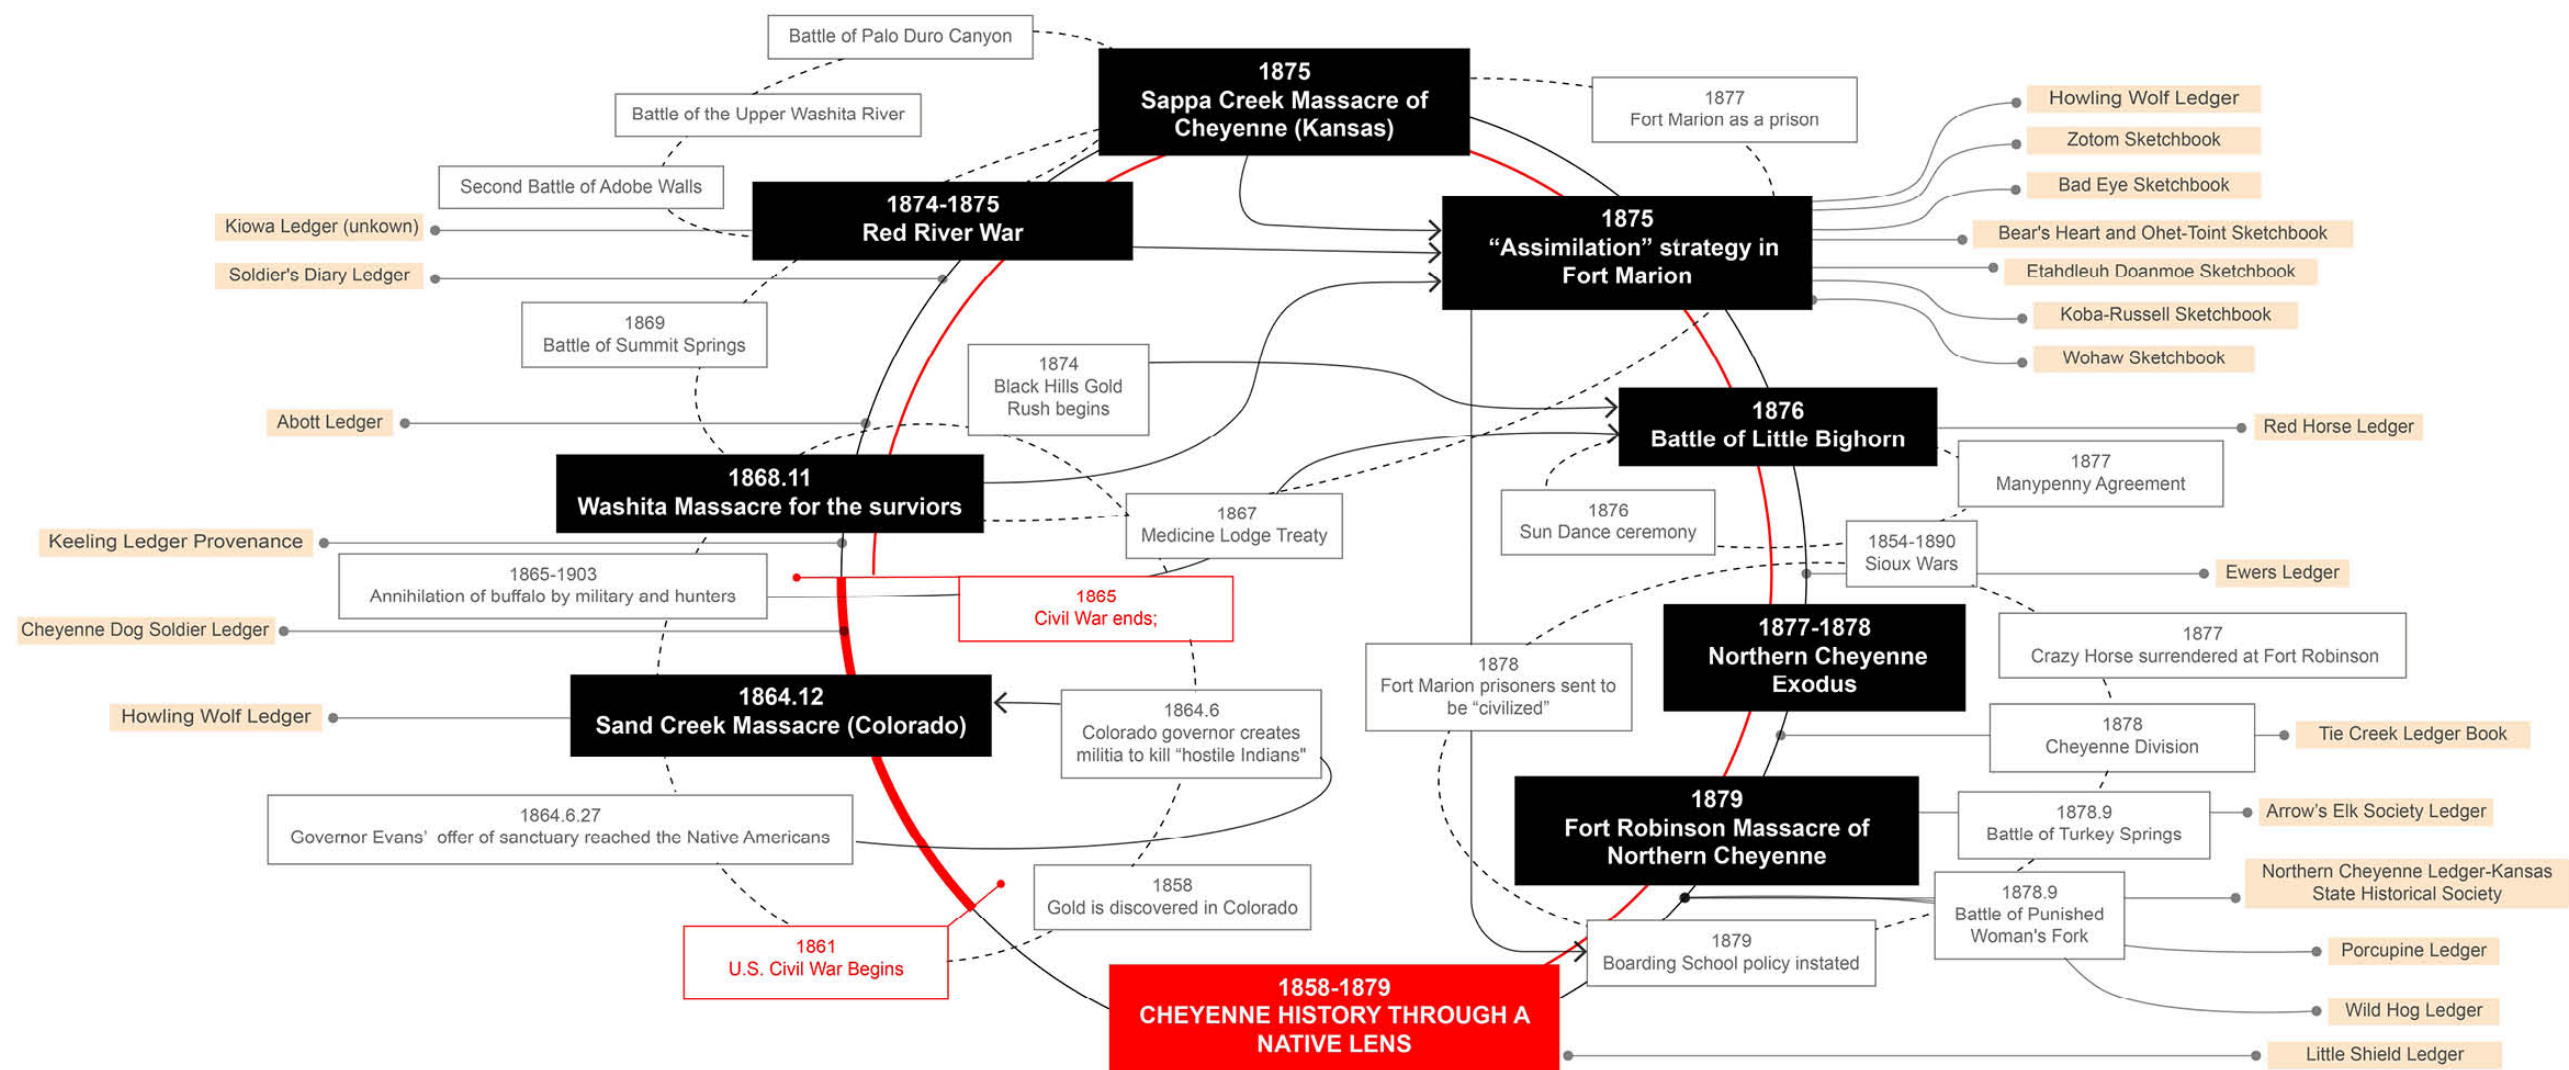 Battle of Palo Duro Canyon
1875
Sappa Creek Massacre of
Cheyenne (Kansas)
1877
Fort Marion as a prison
Howling Wolf Ledger
Battle of the Upper Washita River
Zotom Sketchbook
Second Battle of Adobe Walls
Bad Eye Sketchbook
1874-1875
Red River War
Kiowa Ledger (unkown)
1875
“Assimilation” strategy in
Fort Marion
Bear's Heart and Ohet-Toint Sketchbook
Soldier's Diary Ledger
Etahdleuh Doanmoe Sketchbook
Koba-Russell Sketchbook
1869
Battle of Summit Springs
Wohaw Sketchbook
1874
Black Hills Gold
Rush begins
Abott Ledger
1876
Battle of Little Bighorn
Red Horse Ledger
1868.11
Washita Massacre for the surviors
1877
Manypenny Agreement
1867
Medicine Lodge Treaty
1876
Sun Dance ceremony
Keeling Ledger Provenance
1854-1890
Sioux Wars
1865-1903
Annihilation of buffalo by military and hunters
Ewers Ledger
1865
Civil War ends;
Cheyenne Dog Soldier Ledger
1877-1878
Northern Cheyenne
Exodus
1877
Crazy Horse surrendered at Fort Robinson
1878
Fort Marion prisoners sent to
be “civilized”
1864.12
Sand Creek Massacre (Colorado)
Howling Wolf Ledger
1864.6
Colorado governor creates
militia to kill “hostile Indians"
1878
Cheyenne Division
Tie Creek Ledger Book
1864.6.27
Governor Evans’ offer of sanctuary reached the Native Americans
1879
Fort Robinson Massacre of
Northern Cheyenne
1878.9
Battle of Turkey Springs
Arrow’s Elk Society Ledger
1858
Gold is discovered in Colorado
Northern Cheyenne Ledger-Kansas
State Historical Society
1878.9
Battle of Punished
Woman's Fork
1861
U.S. Civil War Begins
1879
Boarding School policy instated
Porcupine Ledger
1858-1879
CHEYENNE HISTORY THROUGH A
NATIVE LENS
Wild Hog Ledger
Little Shield Ledger